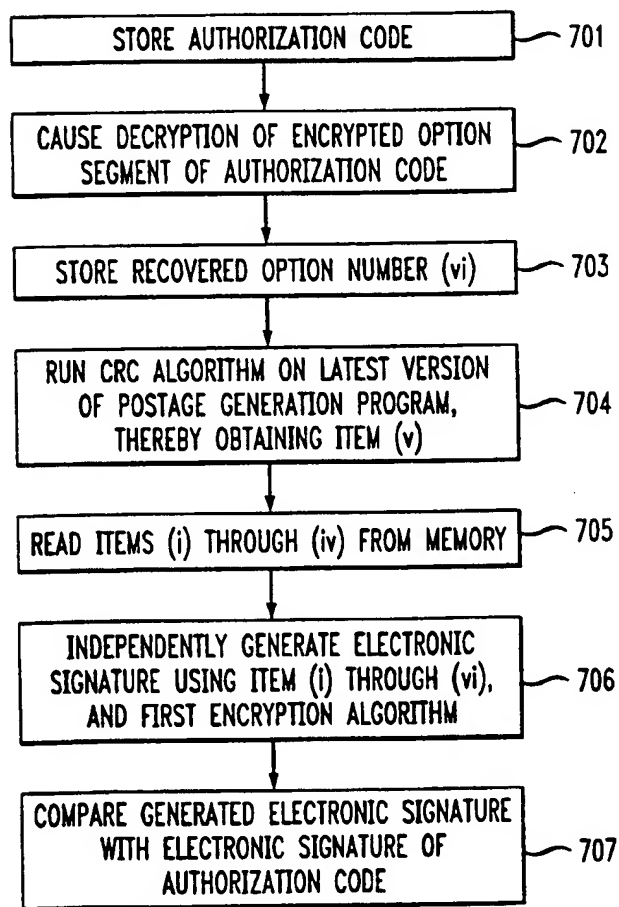 STORE AUTHORIZATION CODE
701
CAUSE DECRYPTION OF ENCRYPTED OPTION
SEGMENT OF AUTHORIZATION CODE
702
STORE RECOVERED OPTION NUMBER (vi)
703
RUN CRC ALGORITHM ON LATEST VERSION
OF POSTAGE GENERATION PROGRAM,
THEREBY OBTAINING ITEM (v)
704
READ ITEMS (i) THROUGH (iv) FROM MEMORY
705
INDEPENDENTLY GENERATE ELECTRONIC
SIGNATURE USING ITEM (i) THROUGH (vi),
AND FIRST ENCRYPTION ALGORITHM
706
COMPARE GENERATED ELECTRONIC SIGNATURE
WITH ELECTRONIC SIGNATURE OF
AUTHORIZATION CODE
707